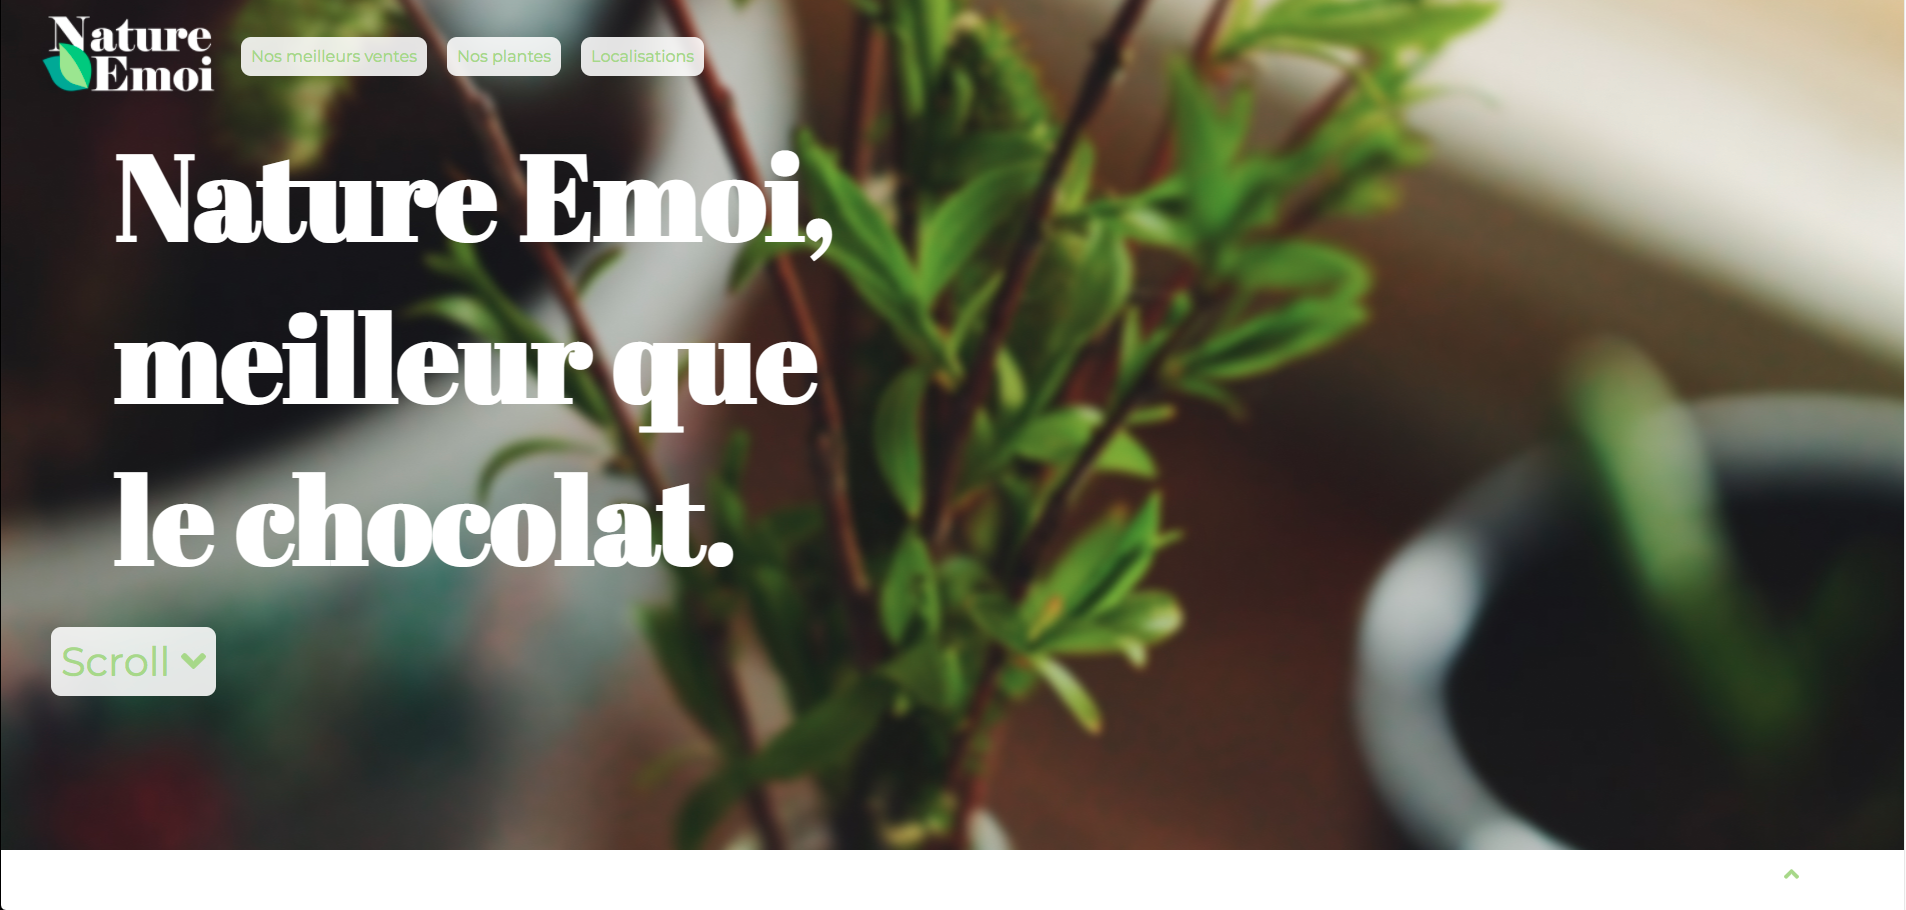 Nature
Emoi
Nos meilleurs ventes
Nos plantes
Localisations
Nature Emoi,
meilleur que
le chocolat.
Scroll